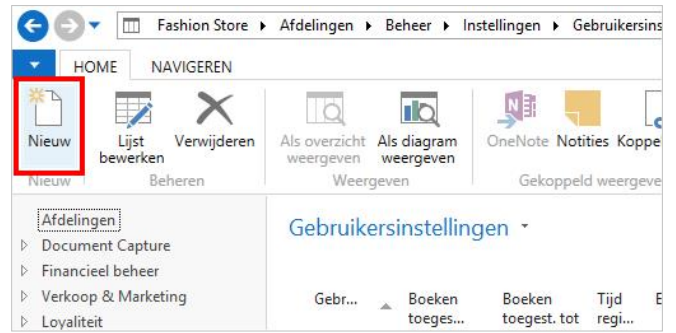 Fashion Store ▸ Afdelingen ▸ Beheer ▸ Instellingen ▸ Gebruikersins
HOME NAVIGEREN
Nieuw Lijst bewerken Verwijderen Als overzicht weergeven Als diagram weergeven OneNote Notities Koppe
Nieuw Beheren Weergeven Gekoppeld weergeve
Afdelingen
Document Capture
Financieel beheer
Verkoop & Marketing
Loyaliteit
Gebruikersinstellingen
Gebr... Boeken Boeken Tijd E
toeges... toegest. tot regi...